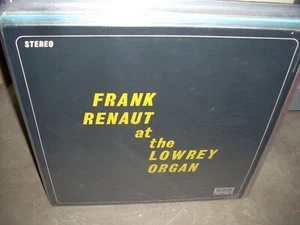 STEREO
FRANK
RENAUT
at
the
LOWREY
ORGAN